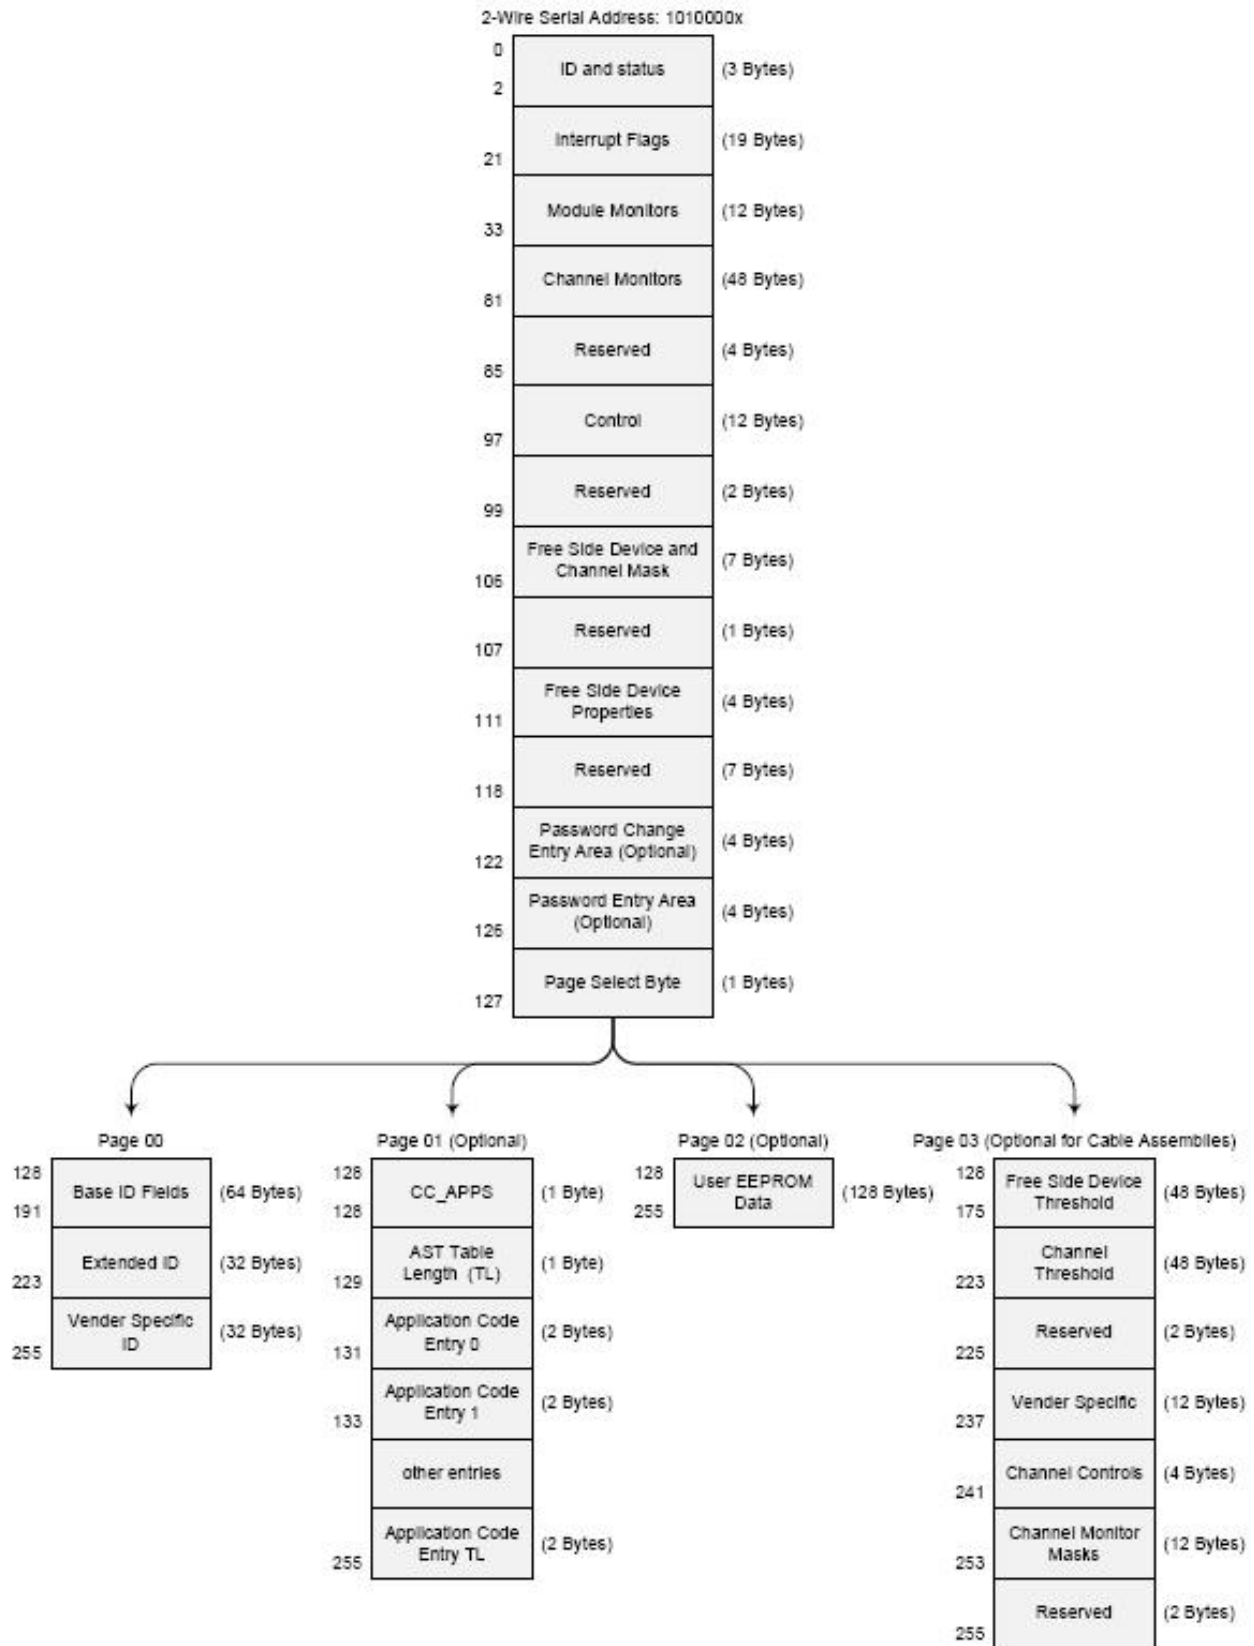 2-Wire Serial Address: 1010000x
0
ID and status
(3 Bytes)
2
Interrupt Flags
(19 Bytes)
21
Module Monitors
(12 Bytes)
33
Channel Monitors
(48 Bytes)
81
Reserved
(4 Bytes)
85
Control
(12 Bytes)
97
Reserved
(2 Bytes)
99
Free Side Device and
Channel Mask
(7 Bytes)
106
Reserved
(1 Bytes)
107
Free Side Device
Properties
(4 Bytes)
111
Reserved
(7 Bytes)
118
Password Change
Entry Area (Optional)
(4 Bytes)
122
Password Entry Area
(Optional)
(4 Bytes)
126
Page Select Byte
(1 Bytes)
127
Page 00
128
Base ID Fields
(64 Bytes)
191
Extended ID
(32 Bytes)
223
Vender Specific
ID
(32 Bytes)
255
Page 01 (Optional)
128
CC_APPS
(1 Byte)
128
AST Table
Length (TL)
(1 Byte)
129
Application Code
Entry 0
(2 Bytes)
131
Application Code
Entry 1
(2 Bytes)
133
other entries
Application Code
Entry TL
(2 Bytes)
255
Page 02 (Optional)
128
User EEPROM
Data
(128 Bytes)
255
Page 03 (Optional for Cable Assemblies)
128
Free Side Device
Threshold
(48 Bytes)
175
Channel
Threshold
(48 Bytes)
223
Reserved
(2 Bytes)
225
Vender Specific
(12 Bytes)
237
Channel Controls
(4 Bytes)
241
Channel Monitor
Masks
(12 Bytes)
253
Reserved
(2 Bytes)
255